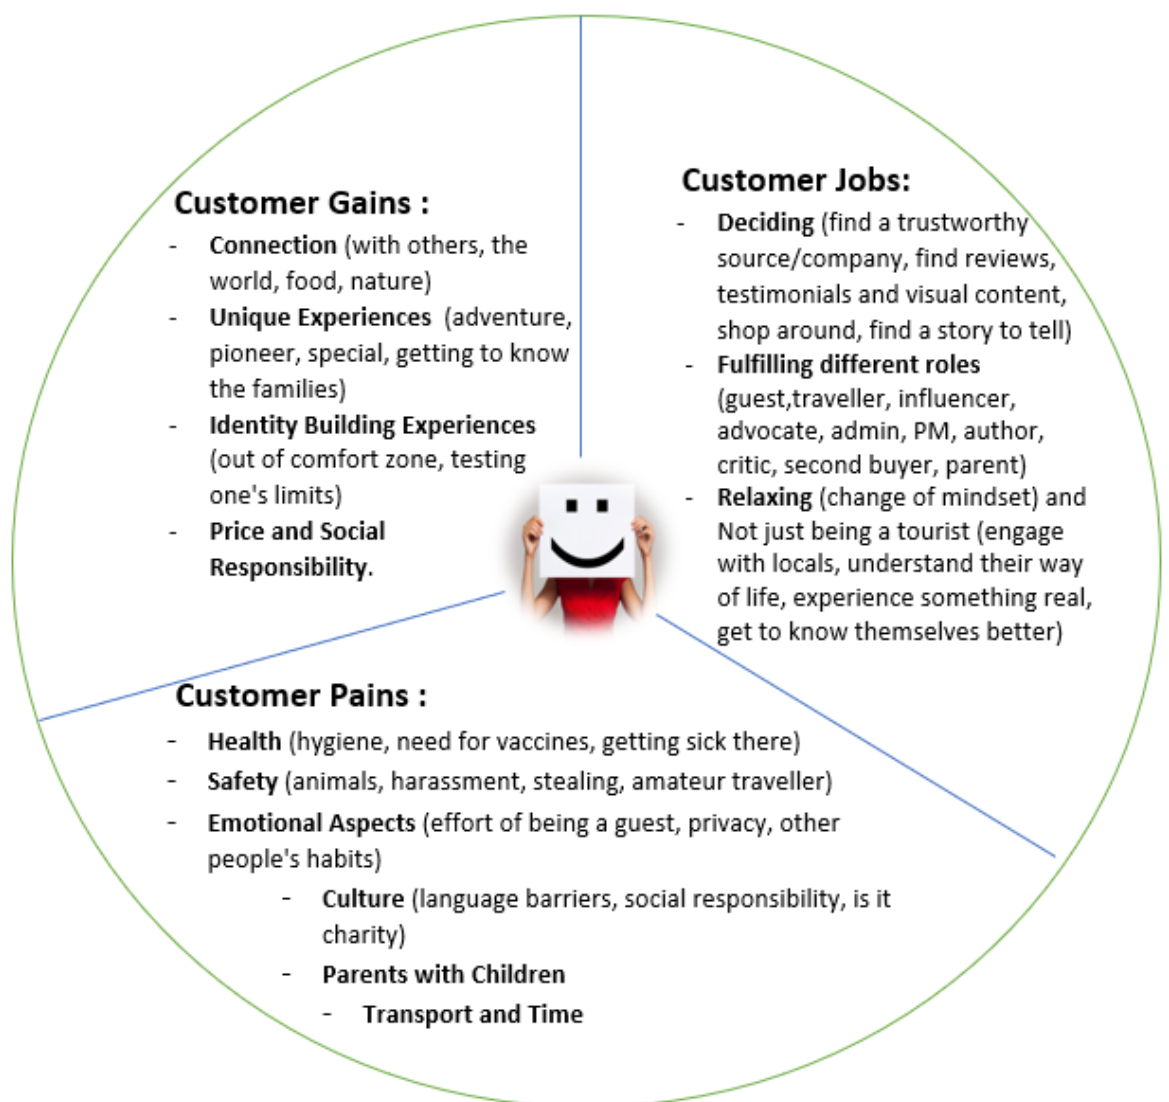 Customer Gains :
- Connection (with others, the
world, food, nature)
- Unique Experiences (adventure,
pioneer, special, getting to know
the families)
- Identity Building Experiences
(out of comfort zone, testing
one's limits)
- Price and Social
Responsibility.
Customer Jobs:
- Deciding (find a trustworthy
source/company, find reviews,
testimonials and visual content,
shop around, find a story to tell)
- Fulfilling different roles
(guest,traveller, influencer,
advocate, admin, PM, author,
critic, second buyer, parent)
- Relaxing (change of mindset) and
Not just being a tourist (engage
with locals, understand their way
of life, experience something real,
get to know themselves better)
Customer Pains :
- Health (hygiene, need for vaccines, getting sick there)
- Safety (animals, harassment, stealing, amateur traveller)
- Emotional Aspects (effort of being a guest, privacy, other
people's habits)
- Culture (language barriers, social responsibility, is it
charity)
- Parents with Children
- Transport and Time